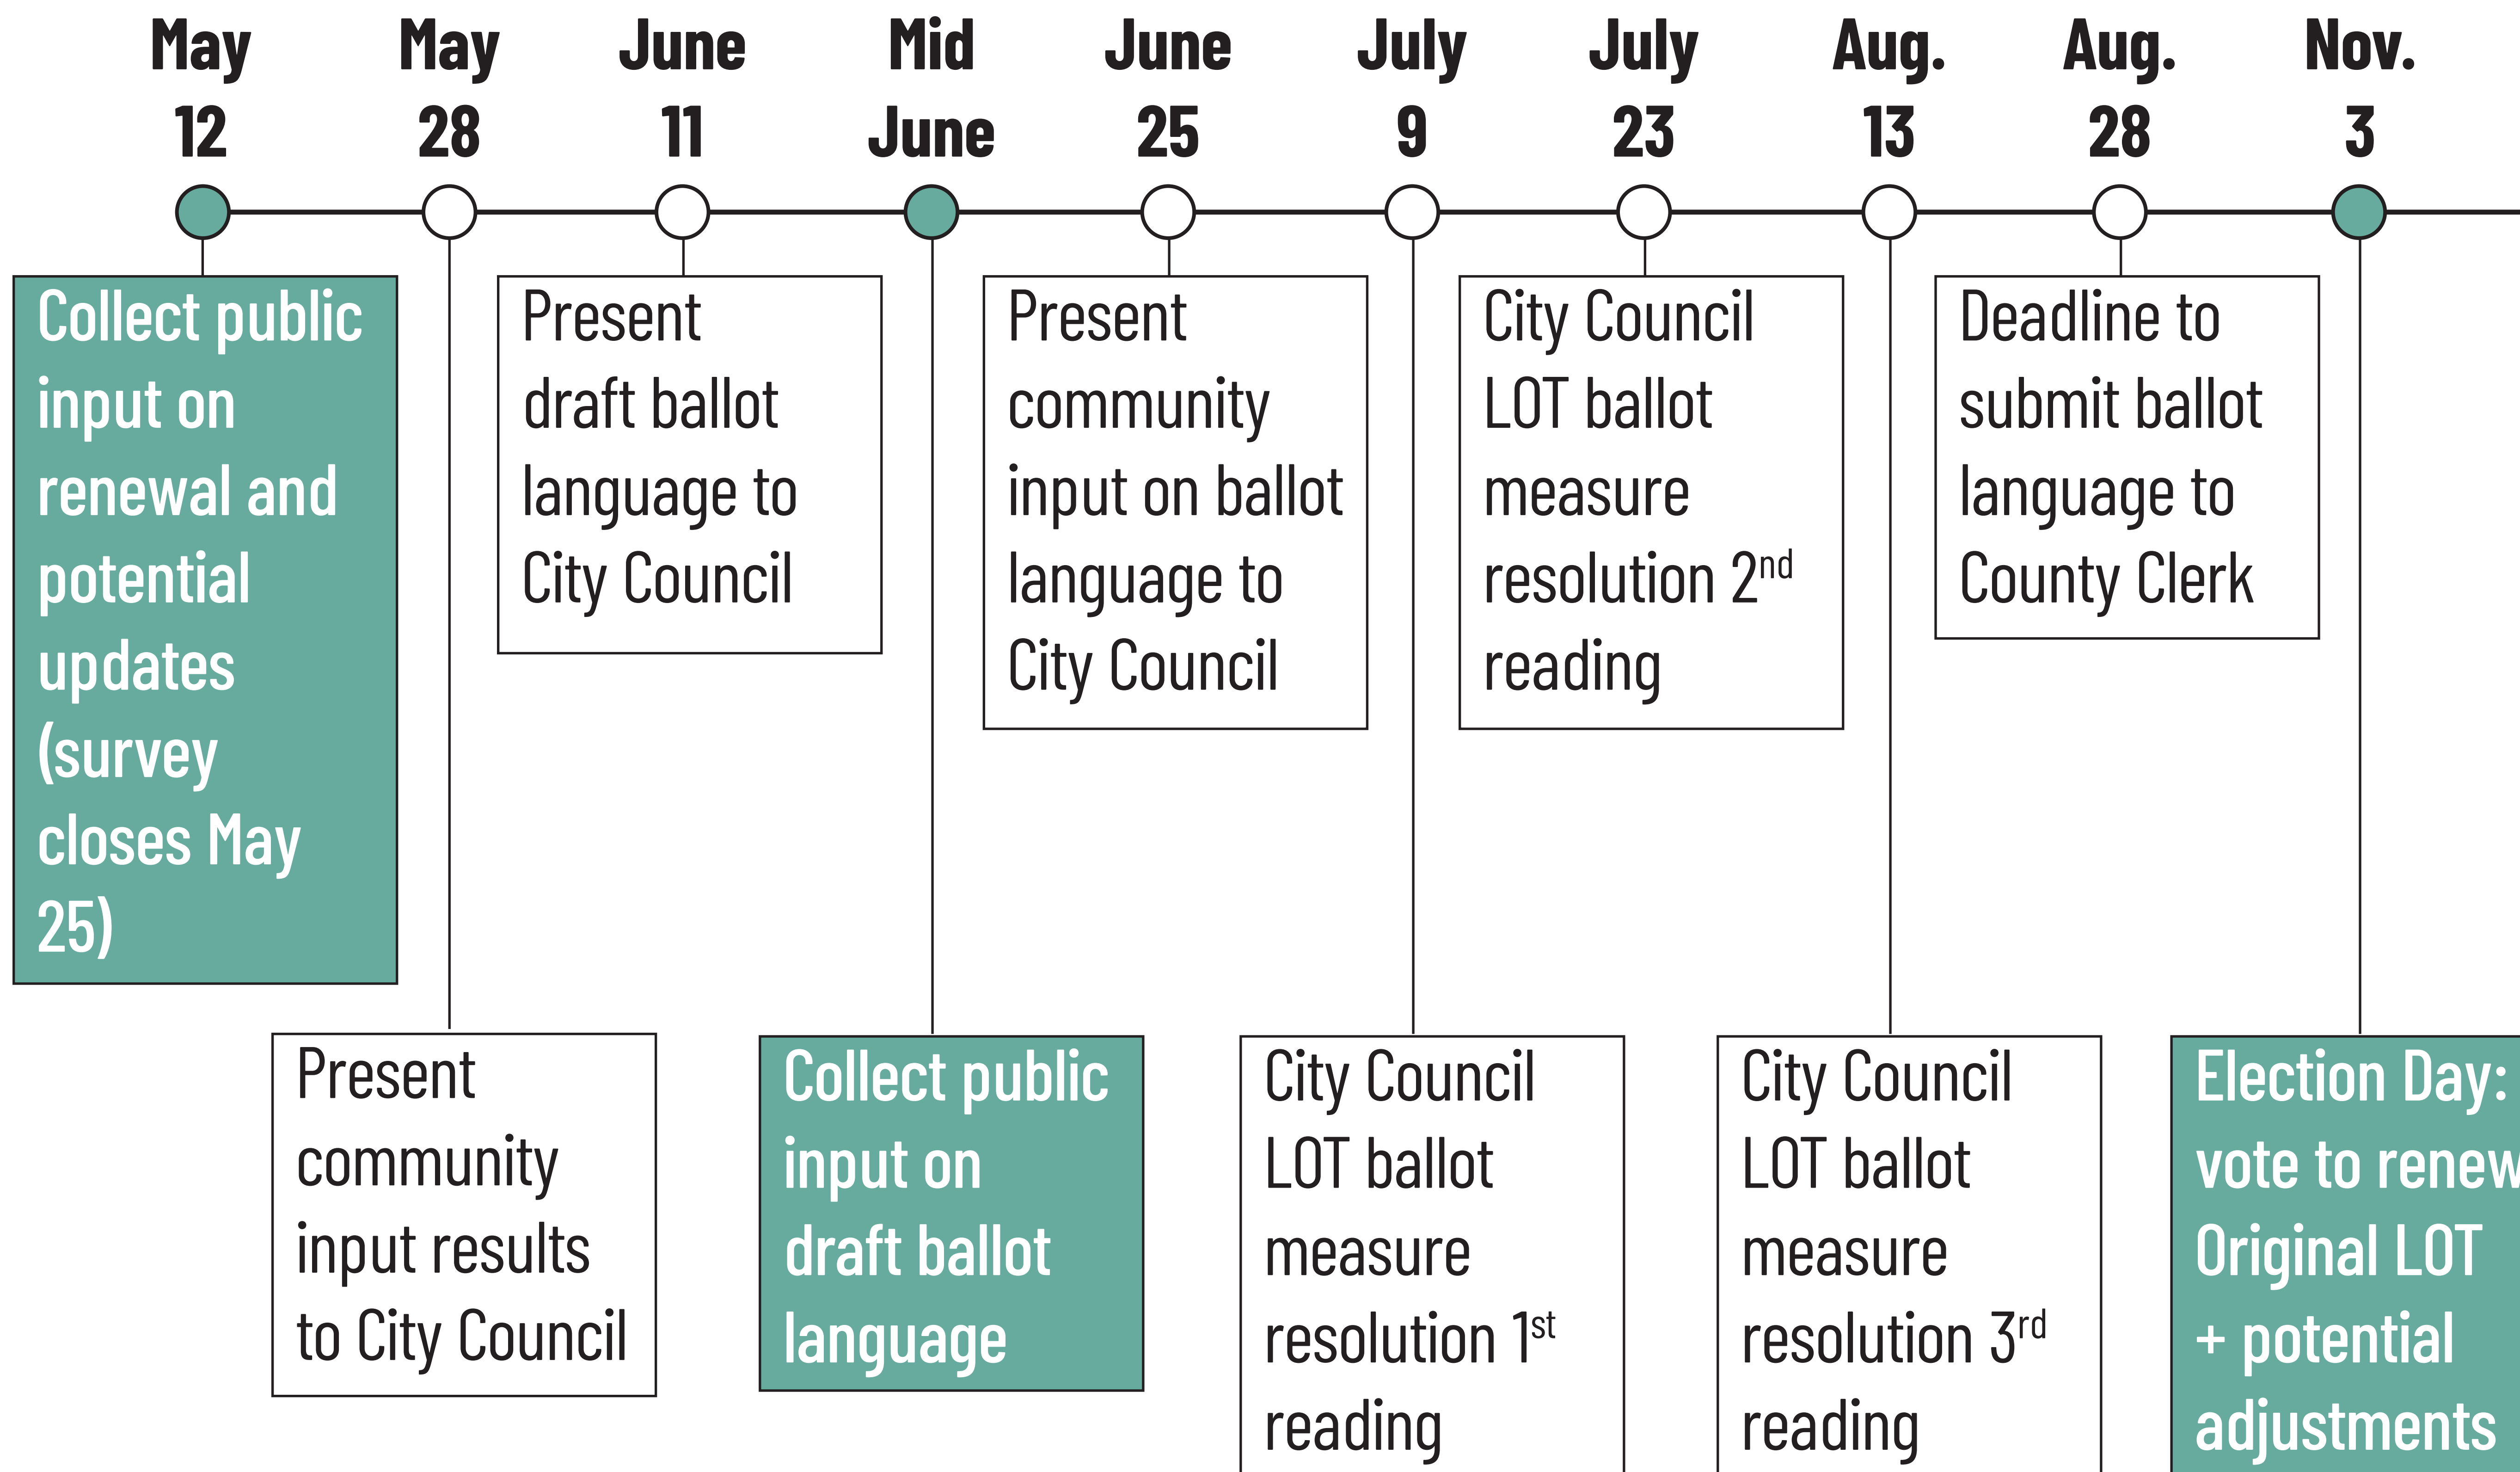 May
12
May
28
June
11
Mid
June
June
25
July
9
July
23
Aug.
13
Aug.
28
Nov.
3
Collect public
input on
renewal and
potential
updates
(survey
closes May
25)
Present
draft ballot
language to
City Council
Present
community
input on ballot
language to
City Council
City Council
LOT ballot
measure
resolution 2nd
reading
Deadline to
submit ballot
language to
County Clerk
Present
community
input results
to City Council
Collect public
input on
draft ballot
language
City Council
LOT ballot
measure
resolution 1st
reading
City Council
LOT ballot
measure
resolution 3rd
reading
Election Day:
vote to renew
Original LOT
+ potential
adjustments